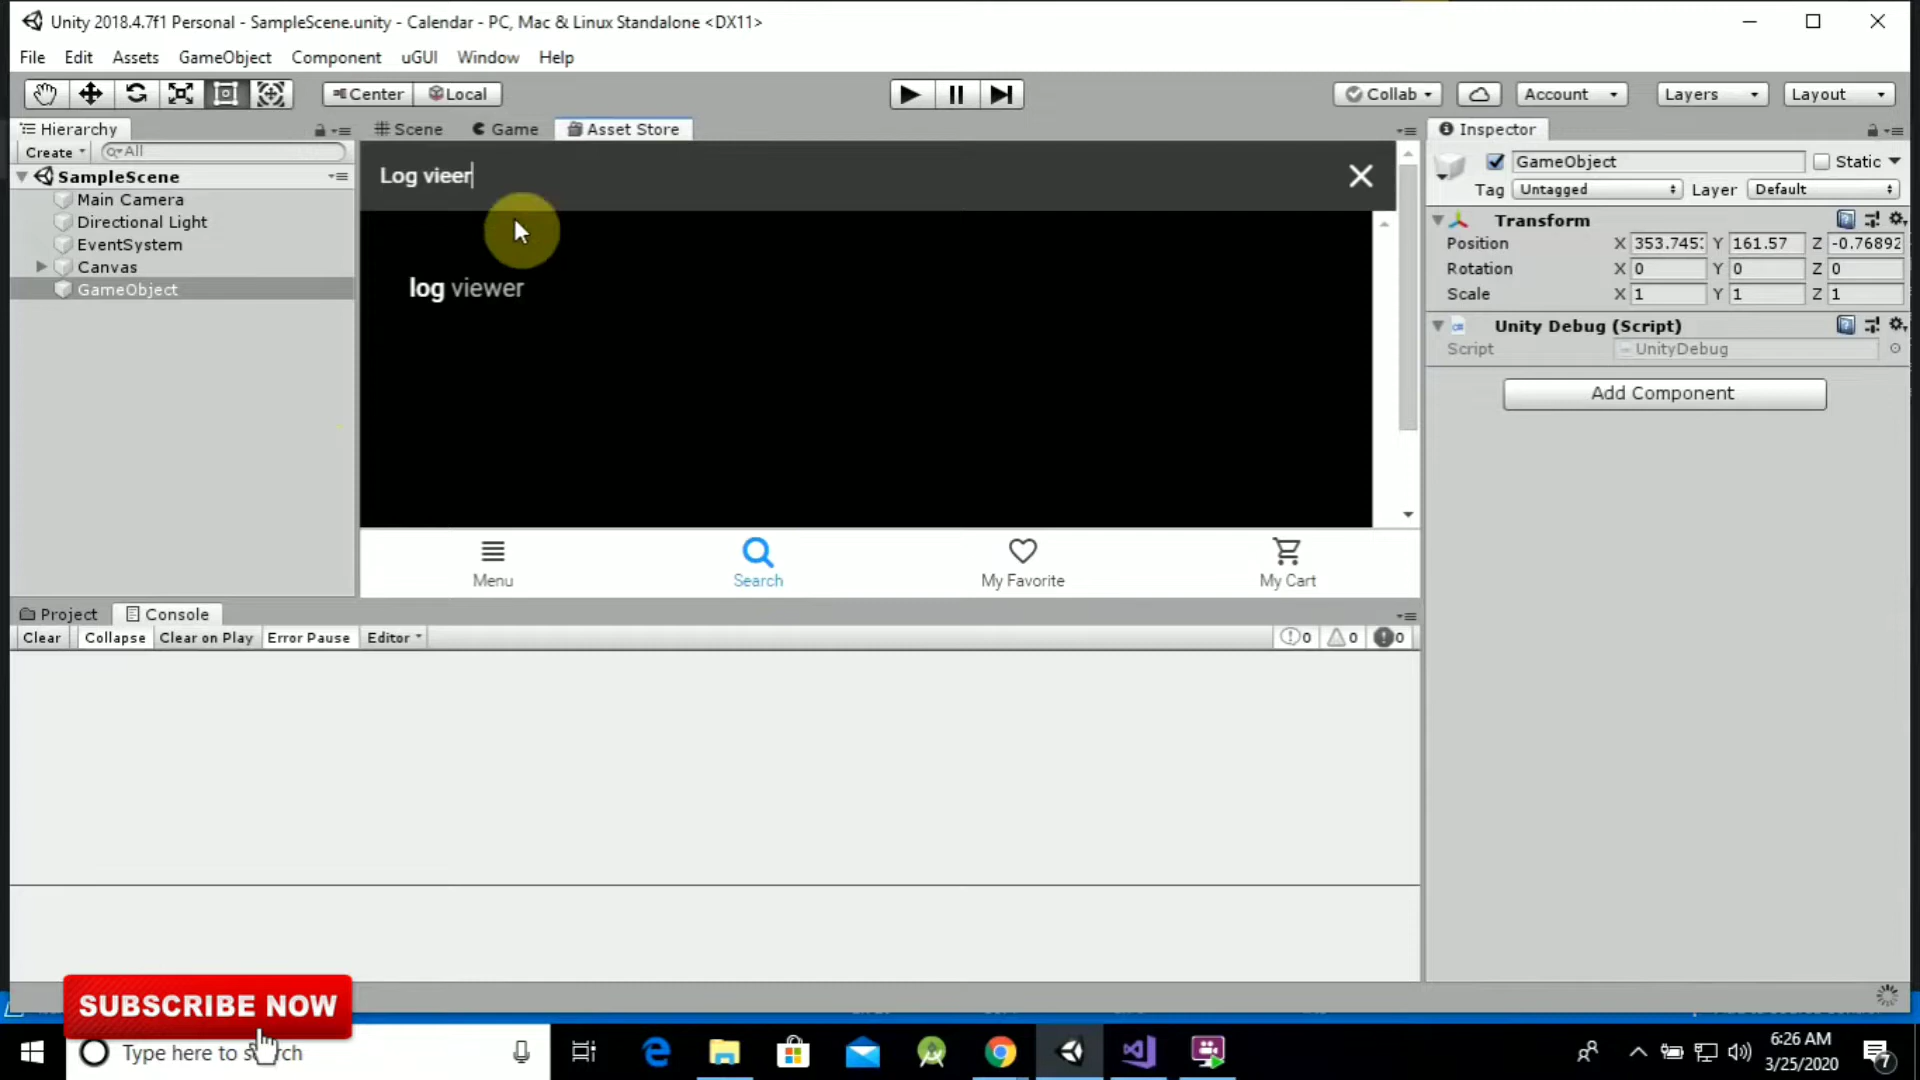 Unity 2018.4.7f1 Personal - SampleScene.unity - Calendar - PC, Mac & Linux Standalone <DX11>
File Edit Assets GameObject Component uGUI Window Help
Center Local Collab Account Layers Layout
Hierarchy Scene Game Asset Store Inspector
Create All
SampleScene
Main Camera
Directional Light
EventSystem
Canvas
GameObject
Log vieer
log viewer
Menu Search My Favorite My Cart
GameObject Static
Tag Untagged Layer Default
Transform
Position X 353.745: Y 161.57 Z -0.76892
Rotation X 0 Y 0 Z 0
Scale X 1 Y 1 Z 1
Unity Debug (Script)
Script UnityDebug
Add Component
Project Console
Clear Collapse Clear on Play Error Pause Editor 0 0 0
SUBSCRIBE NOW
Type here to rch
6:26 AM
3/25/2020
7